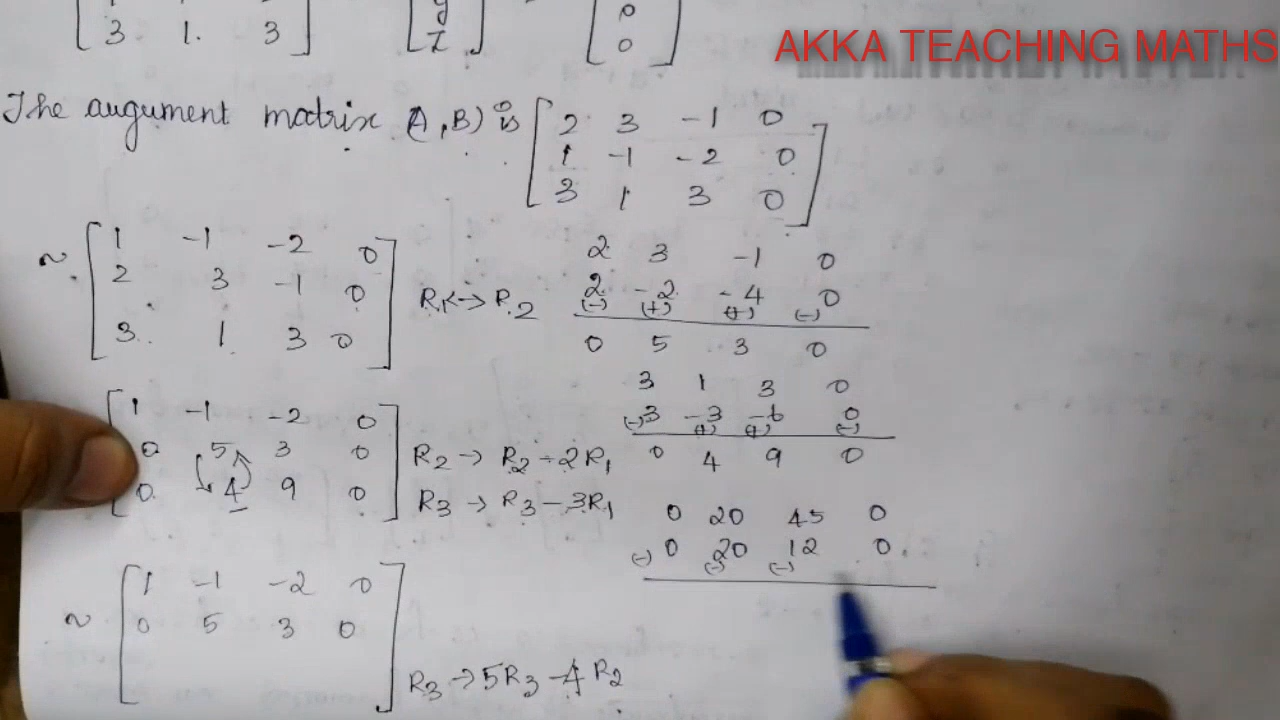 AKKA TEACHING MATHS
3 1. 3 y 0
z 0
The augument matrix (A, B) is
2 3 -1 0
1 -1 -2 0
3 1 3 0
~ 1 -1 -2 0
2 3 -1 0
3 1 3 0
R1 <-> R2
2 3 -1 0
2 -2 -4 0
(-) (+) (+) (-)
0 5 3 0
3 1 3 0
(-)3 -3 -6 0
(+) (+) (-)
0 4 9 0
1 -1 -2 0
0 5 3 0
0 4 9 0
R2 → R2 - 2R1
R3 → R3 - 3R1
0 20 45 0
(-) 0 20 12 0
(-) (-)
~ 1 -1 -2 0
0 5 3 0
R3 → 5R3 - 4R2